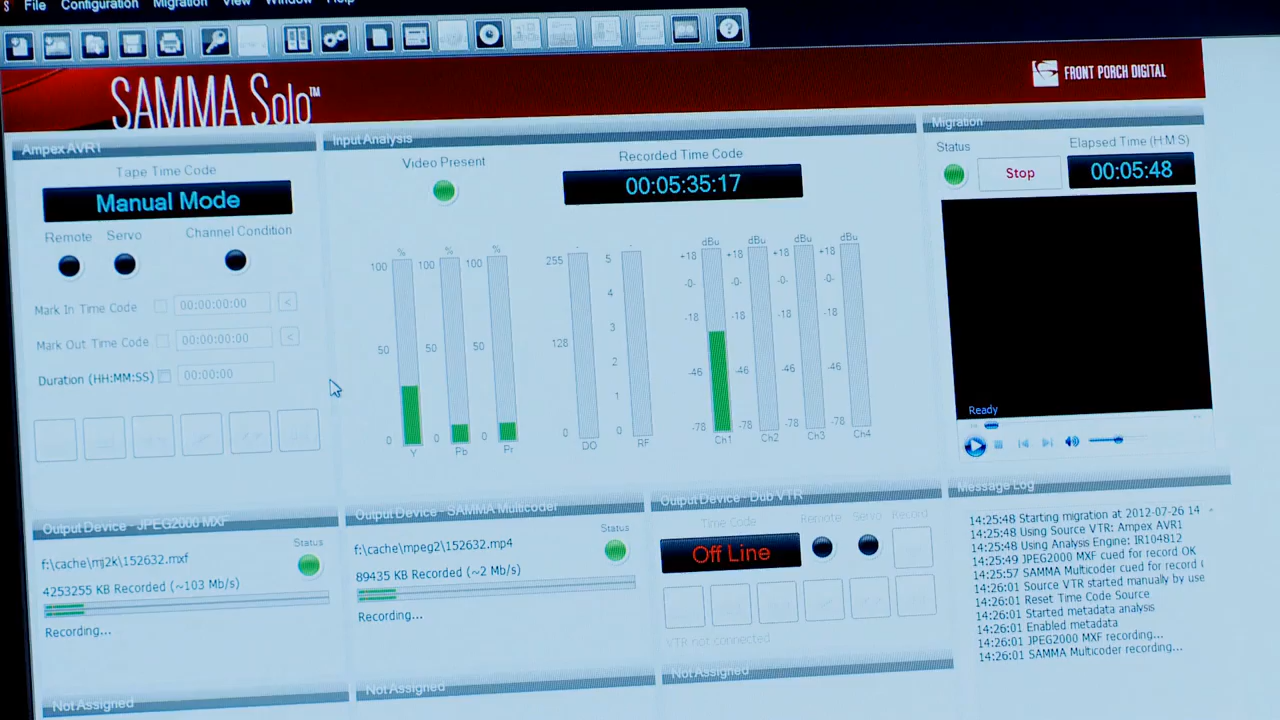 File Configuration Migration View Window Help
SAMMA Solo™
FRONT PORCH DIGITAL
Ampex AVR1
Tape Time Code
Manual Mode
Remote Servo Channel Condition
Mark In Time Code 00:00:00:00 <
Mark Out Time Code 00:00:00:00 <
Duration (HH:MM:SS) 00:00:00
Input Analysis
Video Present
Recorded Time Code
00:05:35:17
% % % - - dBu dBu dBu dBu
100 100 100 255 5 +18 +18 +18 +18
4 -0- -0- -0- -0-
50 50 50 128 3 -18 -18 -18 -18
2 -46 -46 -46 -46
1
0 0 0 0 0 -78 -78 -78 -78
Y Pb Pr DO RF Ch1 Ch2 Ch3 Ch4
Migration
Status
Stop
Elapsed Time (H:M:S)
00:05:48
Ready
Output Device - JPEG2000 MXF
Status
f:\cache\mj2k\152632.mxf
4253255 KB Recorded (~103 Mb/s)
Recording...
Output Device - SAMMA Multicoder
Status
f:\cache\mpeg2\152632.mp4
89435 KB Recorded (~2 Mb/s)
Recording...
Output Device - Dub VTR
Time Code Remote Servo Record
Off Line
VTR not connected
Message Log
14:25:48 Starting migration at 2012-07-26 14
14:25:48 Using Source VTR: Ampex AVR1
14:25:48 Using Analysis Engine: IR104812
14:25:49 JPEG2000 MXF cued for record OK
14:25:57 SAMMA Multicoder cued for record
14:26:01 Source VTR started manually by use
14:26:01 Reset Time Code Source
14:26:01 Started metadata analysis
14:26:01 Enabled metadata
14:26:01 JPEG2000 MXF recording...
14:26:01 SAMMA Multicoder recording...
Not Assigned
Not Assigned
Not Assigned